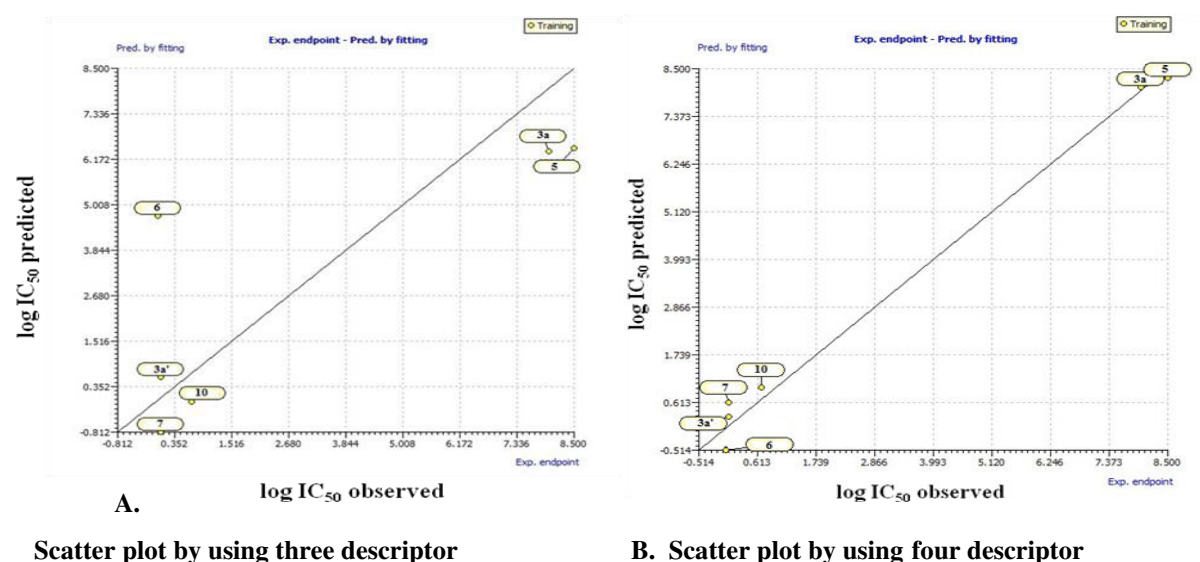 Training
Exp. endpoint - Pred. by fitting
Pred. by fitting
8.500
7.336
6.172
5.008
3.844
2.680
1.516
0.352
-0.812
3a
5
6
3a'
10
7
-0.812 0.352 1.516 2.680 3.844 5.008 6.172 7.336 8.500
Exp. endpoint
log IC50 predicted
log IC50 observed
A.
Scatter plot by using three descriptor
Training
Exp. endpoint - Pred. by fitting
Pred. by fitting
8.500
7.373
6.246
5.120
3.993
2.866
1.739
0.613
-0.514
5
3a
10
7
3a'
6
-0.514 0.613 1.739 2.866 3.993 5.120 6.246 7.373 8.500
Exp. endpoint
log IC50 predicted
log IC50 observed
B. Scatter plot by using four descriptor